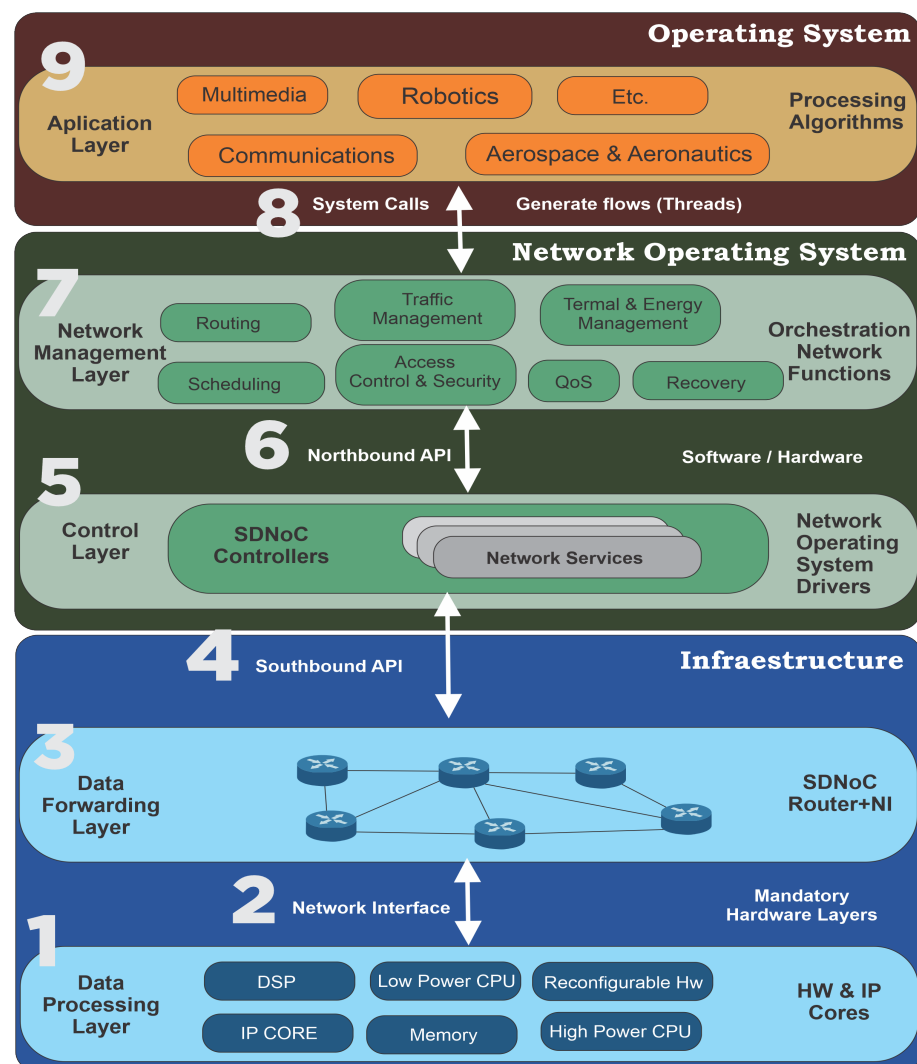 Operating System
9
Aplication
Layer
Multimedia
Robotics
Etc.
Communications
Aerospace & Aeronautics
Processing
Algorithms
8
System Calls
Generate flows (Threads)
Network Operating System
7
Network
Management
Layer
Routing
Traffic
Management
Termal & Energy
Management
Scheduling
Access
Control & Security
QoS
Recovery
Orchestration
Network
Functions
6
Northbound API
Software / Hardware
5
Control
Layer
SDNoC
Controllers
Network Services
Network
Operating
System
Drivers
4
Southbound API
Infraestructure
3
Data
Forwarding
Layer
SDNoC
Router+NI
2
Network Interface
Mandatory
Hardware Layers
1
Data
Processing
Layer
DSP
Low Power CPU
Reconfigurable Hw
IP CORE
Memory
High Power CPU
HW & IP
Cores